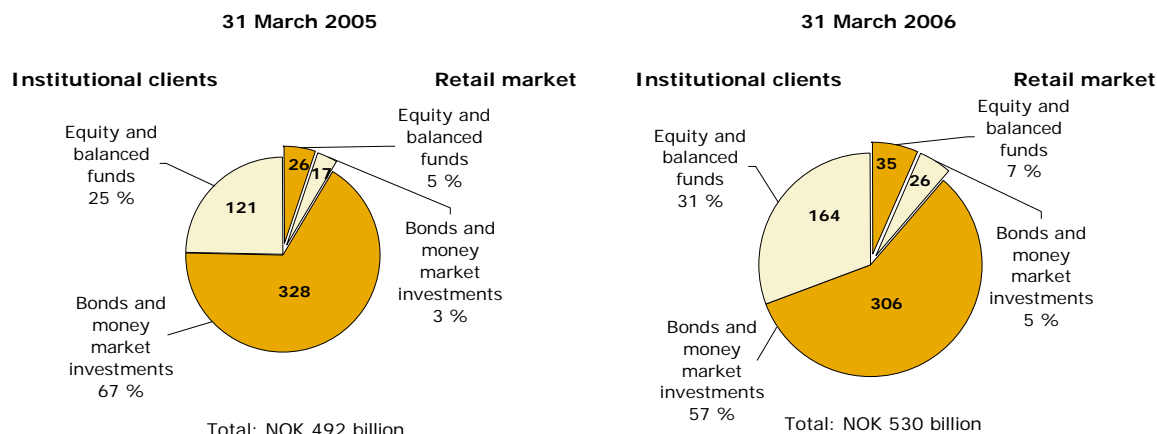 31 March 2005
Institutional clients
Retail market
Equity and
balanced
funds
25 %
Equity and
balanced
funds
5 %
26
17
121
328
Bonds and
money
market
investments
3 %
Bonds and
money
market
investments
67 %
Total: NOK 492 billion
31 March 2006
Institutional clients
Retail market
Equity and
balanced
funds
31 %
Equity and
balanced
funds
7 %
35
26
164
306
Bonds and
money
market
investments
5 %
Bonds and
money
market
investments
57 %
Total: NOK 530 billion